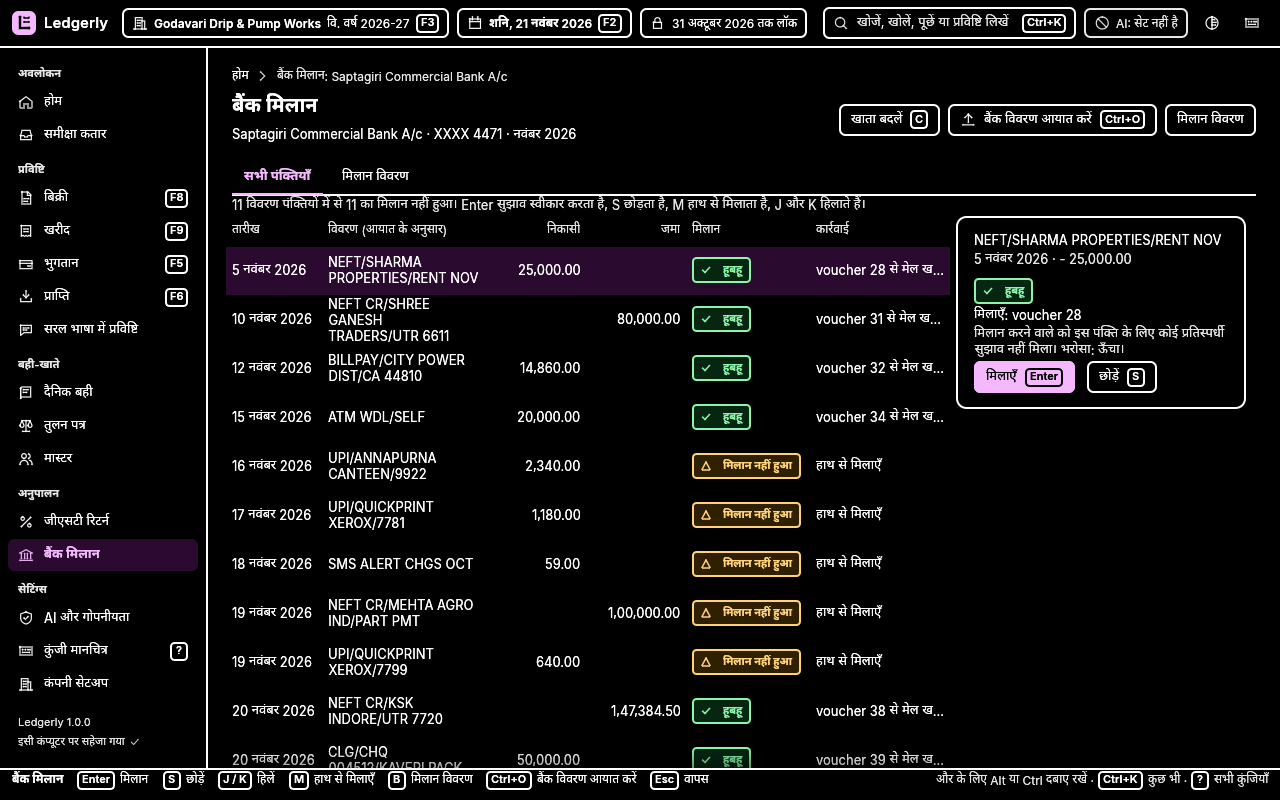 Ledgerly
Godavari Drip & Pump Works वि. वर्ष 2026-27 F3
शनि, 21 नवंबर 2026 F2
31 अक्टूबर 2026 तक लॉक
खोजें, खोलें, पूछें या प्रविष्टि लिखें Ctrl+K
AI: सेट नहीं है
अवलोकन
होम
समीक्षा कतार
प्रविष्टि
बिक्री F8
खरीद F9
भुगतान F5
प्राप्ति F6
सरल भाषा में प्रविष्टि
बही-खाते
दैनिक बही
तुलन पत्र
मास्टर
अनुपालन
जीएसटी रिटर्न
बैंक मिलान
सेटिंग्स
AI और गोपनीयता
कुंजी मानचित्र ?
कंपनी सेटअप
Ledgerly 1.0.0
इसी कंप्यूटर पर सहेजा गया
होम बैंक मिलान: Saptagiri Commercial Bank A/c
बैंक मिलान
Saptagiri Commercial Bank A/c · XXXX 4471 · नवंबर 2026
खाता बदलें C
बैंक विवरण आयात करें Ctrl+O
मिलान विवरण
सभी पंक्तियाँ
मिलान विवरण
11 विवरण पंक्तियों में से 11 का मिलान नहीं हुआ। Enter सुझाव स्वीकार करता है, S छोड़ता है, M हाथ से मिलाता है, J और K हिलाते हैं।
तारीख विवरण (आयात के अनुसार) निकासी जमा मिलान कार्रवाई
5 नवंबर 2026 NEFT/SHARMA PROPERTIES/RENT NOV 25,000.00 हूबहू voucher 28 से मेल ख...
10 नवंबर 2026 NEFT CR/SHREE GANESH TRADERS/UTR 6611 80,000.00 हूबहू voucher 31 से मेल ख...
12 नवंबर 2026 BILLPAY/CITY POWER DIST/CA 44810 14,860.00 हूबहू voucher 32 से मेल ख...
15 नवंबर 2026 ATM WDL/SELF 20,000.00 हूबहू voucher 34 से मेल ख...
16 नवंबर 2026 UPI/ANNAPURNA CANTEEN/9922 2,340.00 मिलान नहीं हुआ हाथ से मिलाएँ
17 नवंबर 2026 UPI/QUICKPRINT XEROX/7781 1,180.00 मिलान नहीं हुआ हाथ से मिलाएँ
18 नवंबर 2026 SMS ALERT CHGS OCT 59.00 मिलान नहीं हुआ हाथ से मिलाएँ
19 नवंबर 2026 NEFT CR/MEHTA AGRO IND/PART PMT 1,00,000.00 मिलान नहीं हुआ हाथ से मिलाएँ
19 नवंबर 2026 UPI/QUICKPRINT XEROX/7799 640.00 मिलान नहीं हुआ हाथ से मिलाएँ
20 नवंबर 2026 NEFT CR/KSK INDORE/UTR 7720 1,47,384.50 हूबहू voucher 38 से मेल ख...
20 नवंबर 2026 CLG/CHQ 004512/KAVERI PACK 50,000.00 हूबहू voucher 39 से मेल ख...
NEFT/SHARMA PROPERTIES/RENT NOV
5 नवंबर 2026 · - 25,000.00
हूबहू
मिलाएँ: voucher 28
मिलान करने वाले को इस पंक्ति के लिए कोई प्रतिस्पर्धी
सुझाव नहीं मिला। भरोसा: ऊँचा।
मिलाएँ Enter
छोड़ें S
बैंक मिलान Enter मिलान S छोड़ें J / K हिलें M हाथ से मिलाएँ B मिलान विवरण Ctrl+O बैंक विवरण आयात करें Esc वापस
और के लिए Alt या Ctrl दबाए रखें · Ctrl+K कुछ भी · ? सभी कुंजियाँ